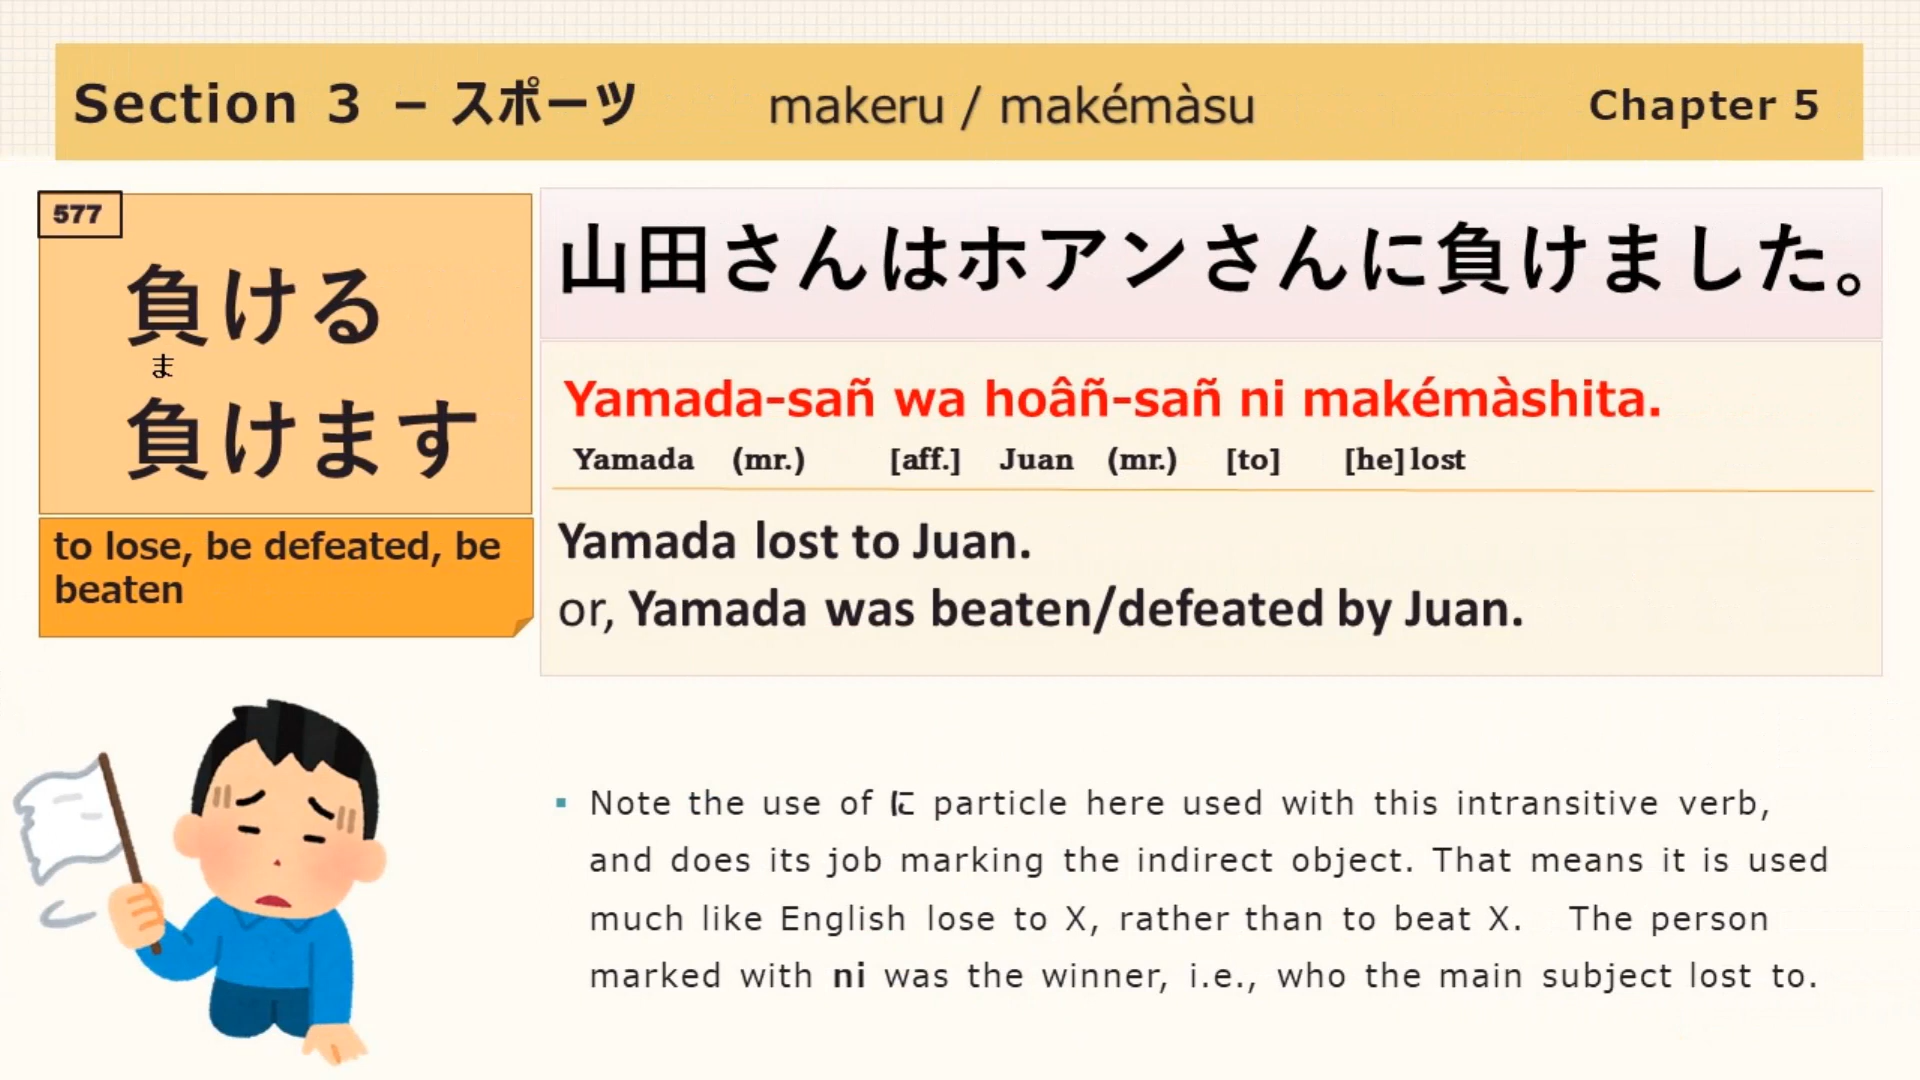 Section 3 – スポーツ makeru / makémàsu Chapter 5
577
負ける
ま
負けます
to lose, be defeated, be
beaten
山田さんはホアンさんに負けました。
Yamada-sañ wa hoâñ-sañ ni makémàshita.
Yamada (mr.) [aff.] Juan (mr.) [to] [he] lost
Yamada lost to Juan.
or, Yamada was beaten/defeated by Juan.
▪ Note the use of に particle here used with this intransitive verb,
and does its job marking the indirect object. That means it is used
much like English lose to X, rather than to beat X. The person
marked with ni was the winner, i.e., who the main subject lost to.